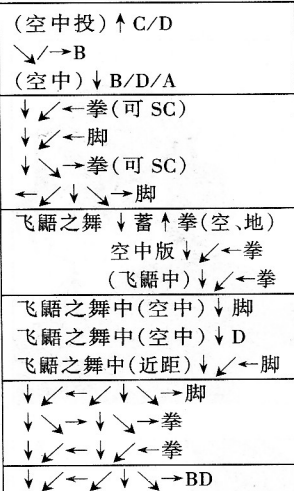 (空中投)↑C/D
↘↙→B
(空中)↓B/D/A
↓↙←拳(可SC)
↓↙←脚
↓↘→拳(可SC)
←↙↓↘→脚
飞鼯之舞 ↓蓄↑拳(空、地)
空中版↓↙←拳
(飞鼯中)↓↙←拳
飞鼯之舞中(空中)↓脚
飞鼯之舞中(空中)↓D
飞鼯之舞中(近距)↓↙←脚
↓↙←↙↓↘→脚
↓↘→↓↘→拳
↓↙←↓↙←拳
↓↙←↙↓↘→BD